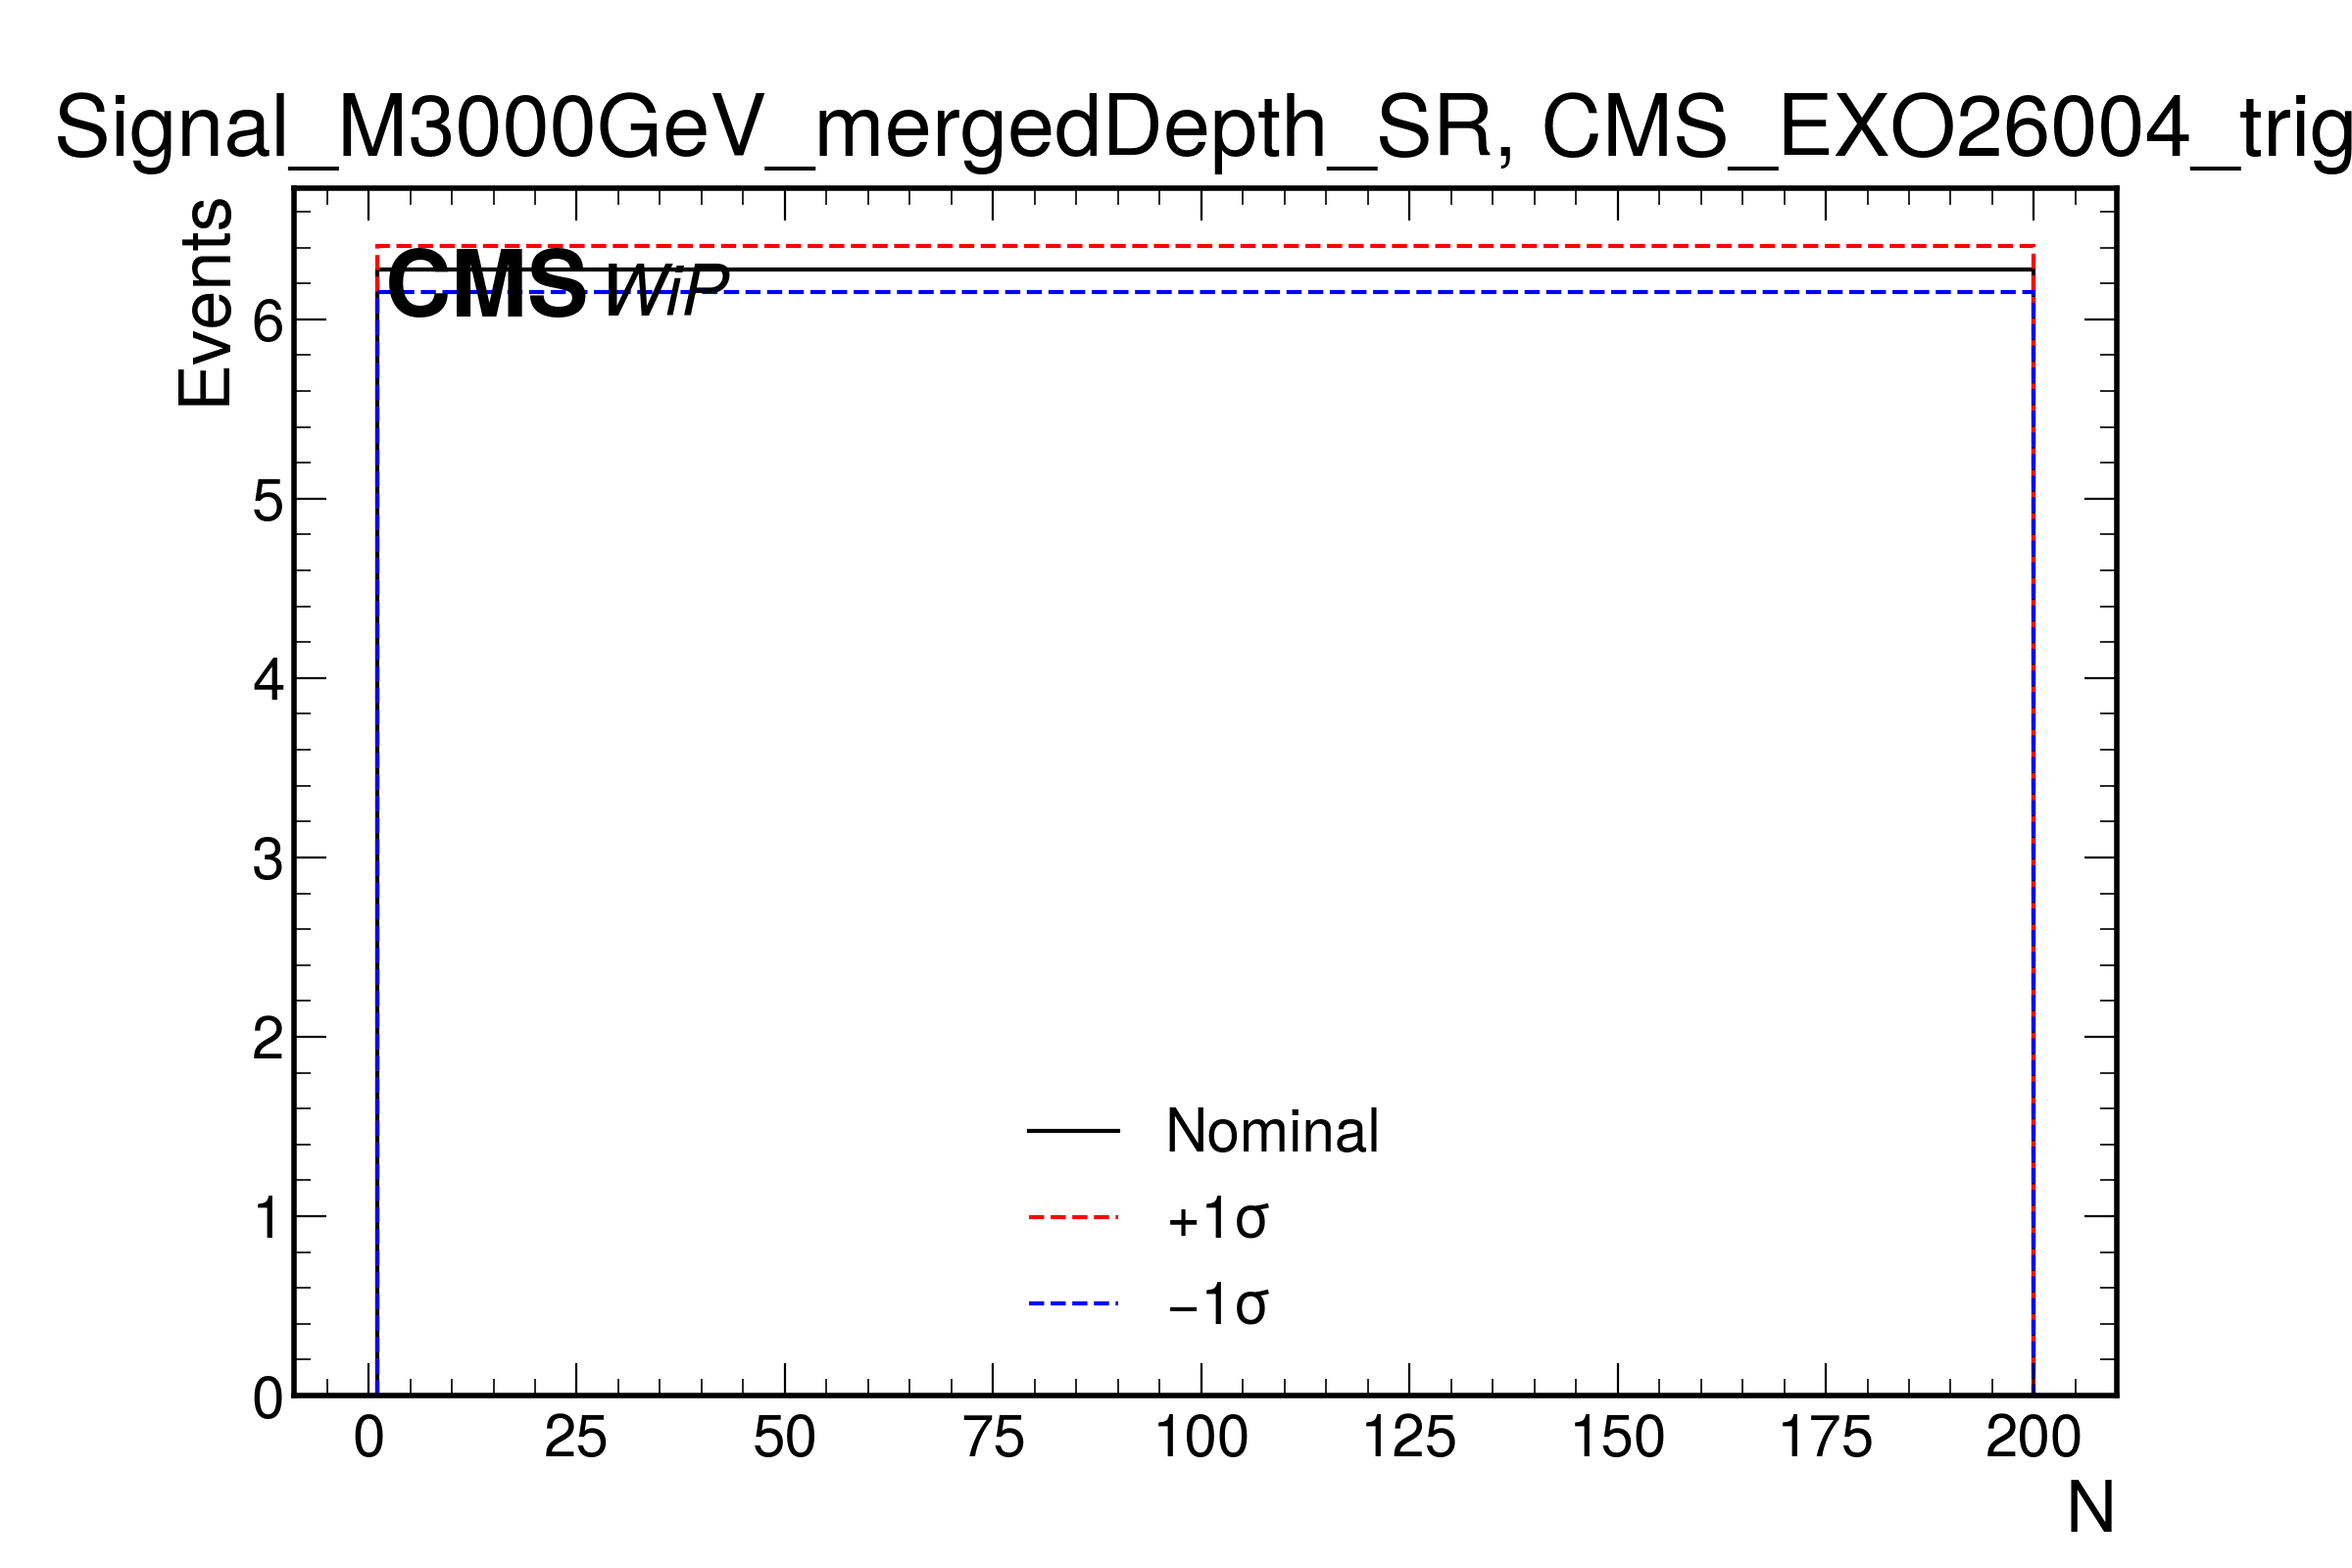 Signal_M3000GeV_mergedDepth_SR, CMS_EXO26004_trig
Events
CMS WiP
6
5
4
3
2
1
0
Nominal
+1σ
−1σ
0 25 50 75 100 125 150 175 200
N